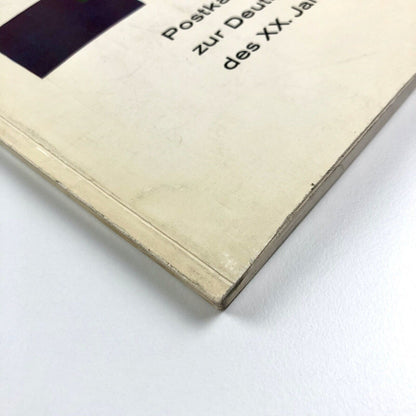 Postka
zur Deut
des XX. Ja